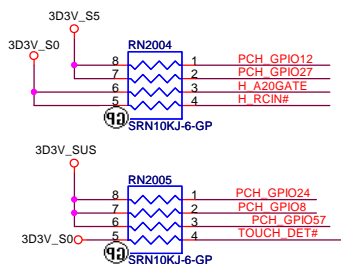 3D3V_S5
3D3V_S0
RN2004
8 1 PCH_GPIO12
7 2 PCH_GPIO27
6 3 H_A20GATE
5 4 H_RCIN#
GP
SRN10KJ-6-GP
3D3V_SUS
RN2005
8 1 PCH_GPIO24
7 2 PCH_GPIO8
6 3 PCH_GPIO57
3D3V_S0 5 4 TOUCH_DET#
GP
SRN10KJ-6-GP